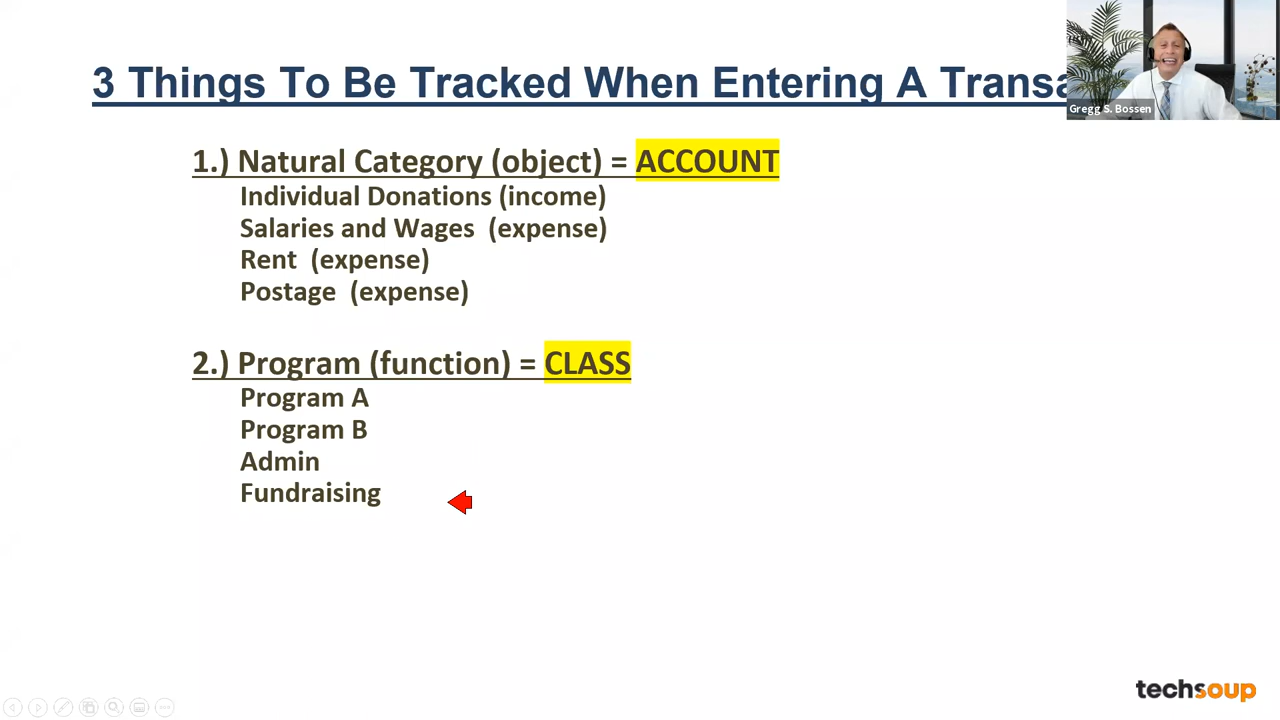 3 Things To Be Tracked When Entering A Transa
Gregg S. Bossen
1.) Natural Category (object) = ACCOUNT
Individual Donations (income)
Salaries and Wages (expense)
Rent (expense)
Postage (expense)
2.) Program (function) = CLASS
Program A
Program B
Admin
Fundraising
techsoup